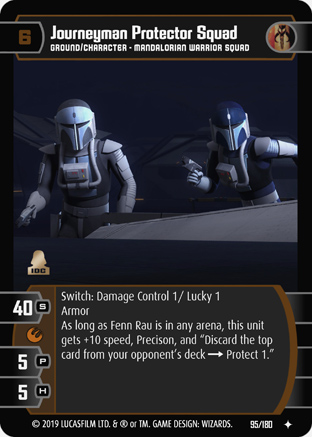 6
Journeyman Protector Squad
GROUND/CHARACTER - MANDALORIAN WARRIOR SQUAD
IDC
40 S
5 P
5 H
Switch: Damage Control 1/ Lucky 1
Armor
As long as Fenn Rau is in any arena, this unit
gets +10 speed, Precison, and “Discard the top
card from your opponent's deck → Protect 1.”
© 2019 LUCASFILM LTD. & ® or TM. GAME DESIGN: WIZARDS.
95/180